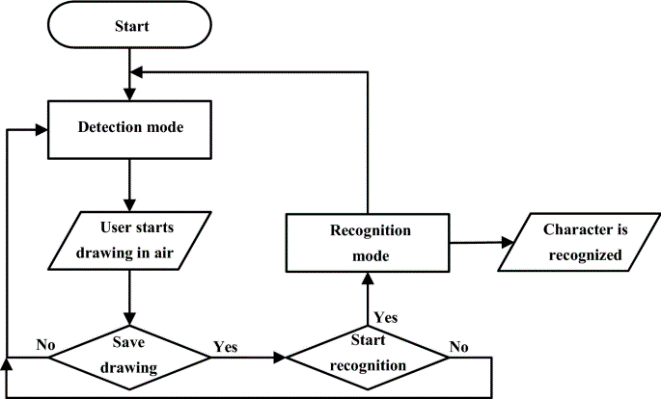 Start
Detection mode
User starts
drawing in air
Recognition
mode
Character is
recognized
No
Save
drawing
Yes
Yes
Start
recognition
No